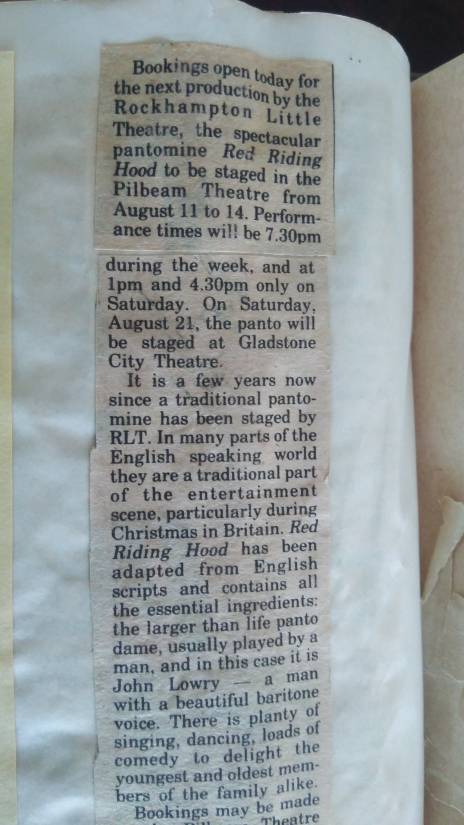 Bookings open today for
the next production by the
Rockhampton Little
Theatre, the spectacular
pantomine Red Riding
Hood to be staged in the
Pilbeam Theatre from
August 11 to 14. Perform-
ance times will be 7.30pm
during the week, and at
1pm and 4.30pm only on
Saturday. On Saturday,
August 21, the panto will
be staged at Gladstone
City Theatre.
It is a few years now
since a traditional panto-
mine has been staged by
RLT. In many parts of the
English speaking world
they are a traditional part
of the entertainment
scene, particularly during
Christmas in Britain. Red
Riding Hood has been
adapted from English
scripts and contains all
the essential ingredients:
the larger than life panto
dame, usually played by a
man, and in this case it is
John Lowry — a man
with a beautiful baritone
voice. There is planty of
singing, dancing, loads of
comedy to delight the
youngest and oldest mem-
bers of the family alike.
Bookings may be made
Theatre